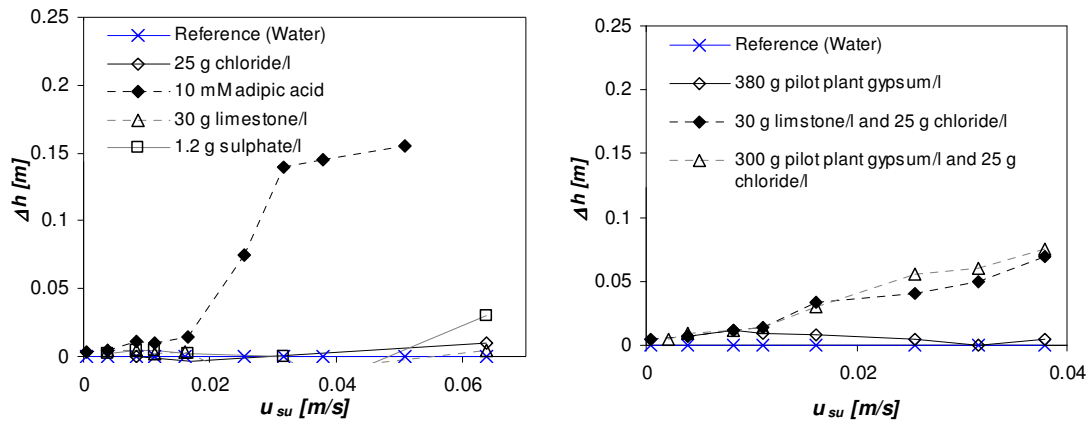 0.25
0.2
0.15
0.1
0.05
0
Δh [m]
Reference (Water)
25 g chloride/l
10 mM adipic acid
30 g limestone/l
1.2 g sulphate/l
0 0.02 0.04 0.06
u su [m/s]
0.25
0.2
0.15
0.1
0.05
0
Δh [m]
Reference (Water)
380 g pilot plant gypsum/l
30 g limstone/l and 25 g chloride/l
300 g pilot plant gypsum/l and 25 g
chloride/l
0 0.02 0.04
u su [m/s]